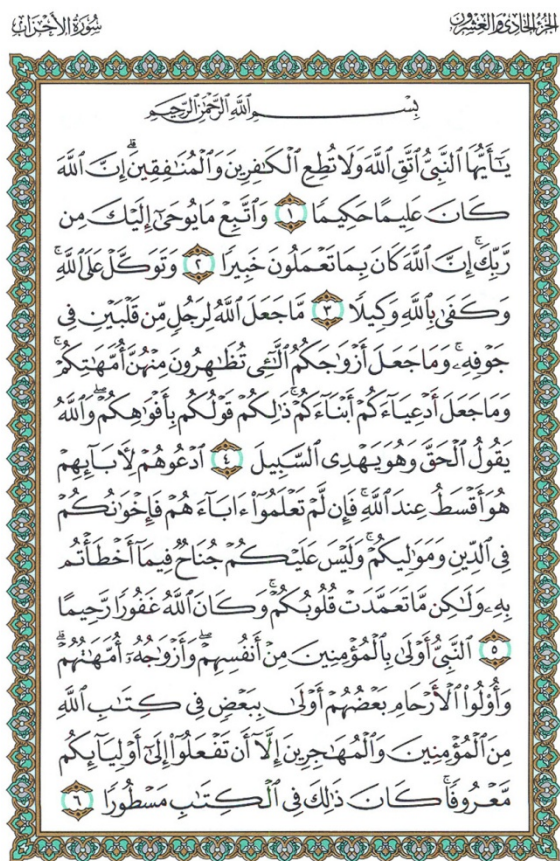 الجزء الحادي والعشرون
سورة الأحزاب
بِسْمِ ٱللَّهِ ٱلرَّحْمَٰنِ ٱلرَّحِيمِ
يَٰٓأَيُّهَا ٱلنَّبِيُّ ٱتَّقِ ٱللَّهَ وَلَا تُطِعِ ٱلْكَٰفِرِينَ وَٱلْمُنَٰفِقِينَۗ إِنَّ ٱللَّهَ
كَانَ عَلِيمًا حَكِيمًا ١ وَٱتَّبِعْ مَا يُوحَىٰٓ إِلَيْكَ مِن
رَّبِّكَۚ إِنَّ ٱللَّهَ كَانَ بِمَا تَعْمَلُونَ خَبِيرًا ٢ وَتَوَكَّلْ عَلَى ٱللَّهِۚ
وَكَفَىٰ بِٱللَّهِ وَكِيلًا ٣ مَّا جَعَلَ ٱللَّهُ لِرَجُلٍ مِّن قَلْبَيْنِ فِي
جَوْفِهِۦۚ وَمَا جَعَلَ أَزْوَٰجَكُمُ ٱلَّٰٓـِٔي تُظَٰهِرُونَ مِنْهُنَّ أُمَّهَٰتِكُمْۚ
وَمَا جَعَلَ أَدْعِيَآءَكُمْ أَبْنَآءَكُمْۚ ذَٰلِكُمْ قَوْلُكُم بِأَفْوَٰهِكُمْۖ وَٱللَّهُ
يَقُولُ ٱلْحَقَّ وَهُوَ يَهْدِي ٱلسَّبِيلَ ٤ ٱدْعُوهُمْ لِأٓبَآئِهِمْ
هُوَ أَقْسَطُ عِندَ ٱللَّهِۚ فَإِن لَّمْ تَعْلَمُوٓا۟ ءَابَآءَهُمْ فَإِخْوَٰنُكُمْ
فِي ٱلدِّينِ وَمَوَٰلِيكُمْۚ وَلَيْسَ عَلَيْكُمْ جُنَاحٌ فِيمَآ أَخْطَأْتُم
بِهِۦ وَلَٰكِن مَّا تَعَمَّدَتْ قُلُوبُكُمْۚ وَكَانَ ٱللَّهُ غَفُورًا رَّحِيمًا
٥ ٱلنَّبِيُّ أَوْلَىٰ بِٱلْمُؤْمِنِينَ مِنْ أَنفُسِهِمْۖ وَأَزْوَٰجُهُۥٓ أُمَّهَٰتُهُمْۗ
وَأُو۟لُوا۟ ٱلْأَرْحَامِ بَعْضُهُمْ أَوْلَىٰ بِبَعْضٍ فِي كِتَٰبِ ٱللَّهِ
مِنَ ٱلْمُؤْمِنِينَ وَٱلْمُهَٰجِرِينَ إِلَّآ أَن تَفْعَلُوٓا۟ إِلَىٰٓ أَوْلِيَآئِكُم
مَّعْرُوفًاۚ كَانَ ذَٰلِكَ فِي ٱلْكِتَٰبِ مَسْطُورًا ٦